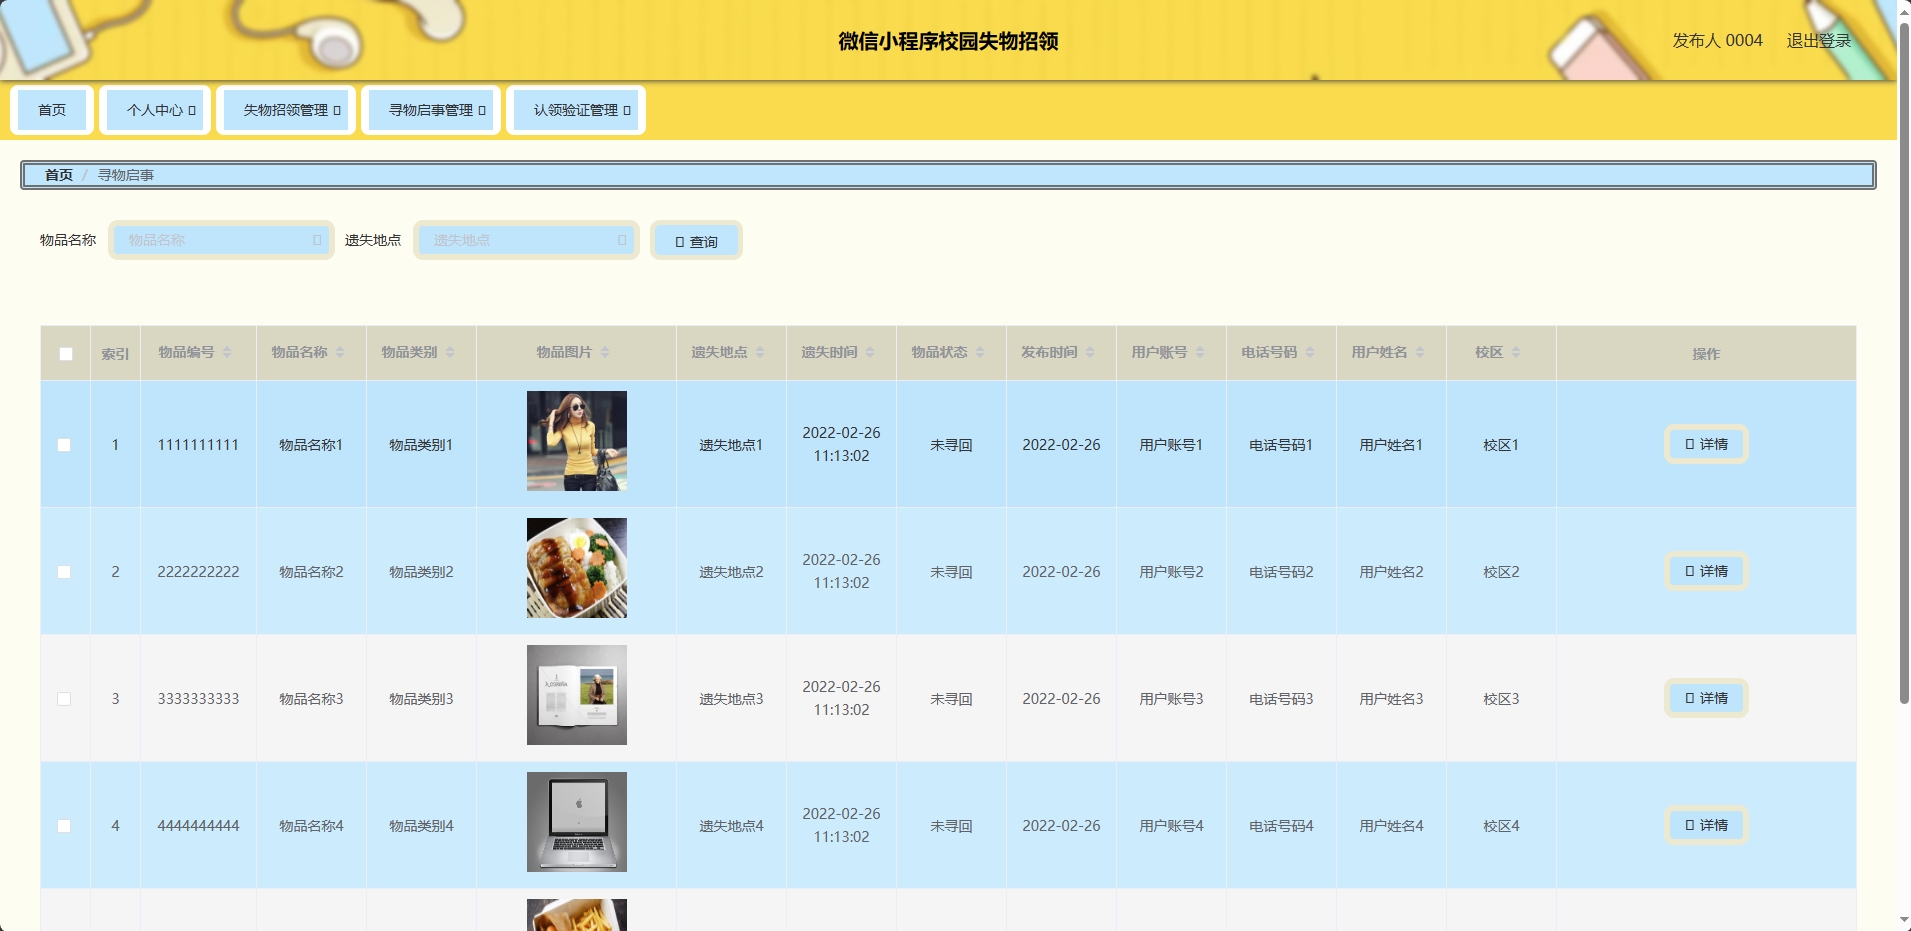 微信小程序校园失物招领
发布人 0004 退出登录
首页 个人中心 失物招领管理 寻物启事管理 认领验证管理
首页 / 寻物启事
物品名称 物品名称 遗失地点 遗失地点 查询
索引 物品编号 物品名称 物品类别 物品图片 遗失地点 遗失时间 物品状态 发布时间 用户账号 电话号码 用户姓名 校区 操作
1 1111111111 物品名称1 物品类别1 遗失地点1 2022-02-26 11:13:02 未寻回 2022-02-26 用户账号1 电话号码1 用户姓名1 校区1 详情
2 2222222222 物品名称2 物品类别2 遗失地点2 2022-02-26 11:13:02 未寻回 2022-02-26 用户账号2 电话号码2 用户姓名2 校区2 详情
3 3333333333 物品名称3 物品类别3 遗失地点3 2022-02-26 11:13:02 未寻回 2022-02-26 用户账号3 电话号码3 用户姓名3 校区3 详情
4 4444444444 物品名称4 物品类别4 遗失地点4 2022-02-26 11:13:02 未寻回 2022-02-26 用户账号4 电话号码4 用户姓名4 校区4 详情